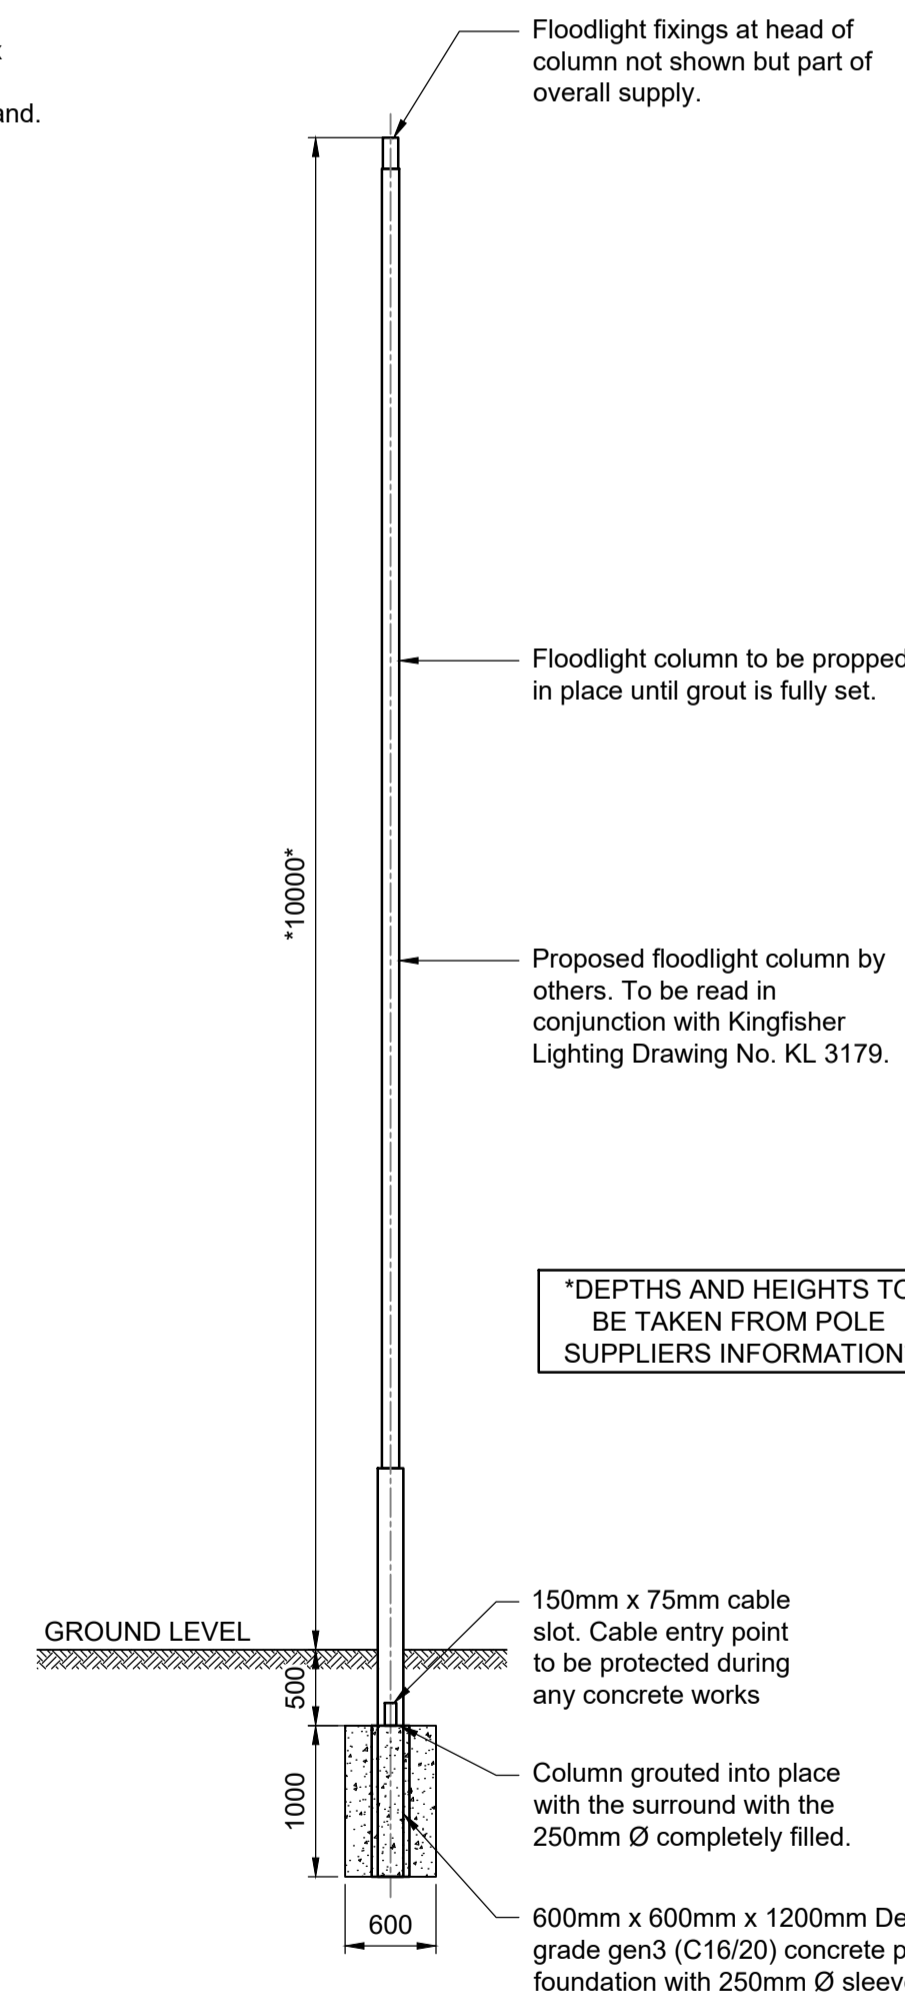 and.
Floodlight fixings at head of
column not shown but part of
overall supply.
Floodlight column to be propped
in place until grout is fully set.
*10000*
Proposed floodlight column by
others. To be read in
conjunction with Kingfisher
Lighting Drawing No. KL 3179.
*DEPTHS AND HEIGHTS TO
BE TAKEN FROM POLE
SUPPLIERS INFORMATION
150mm x 75mm cable
slot. Cable entry point
to be protected during
any concrete works
GROUND LEVEL
500
1000
Column grouted into place
with the surround with the
250mm Ø completely filled.
600
600mm x 600mm x 1200mm De
grade gen3 (C16/20) concrete p
foundation with 250mm Ø sleeve